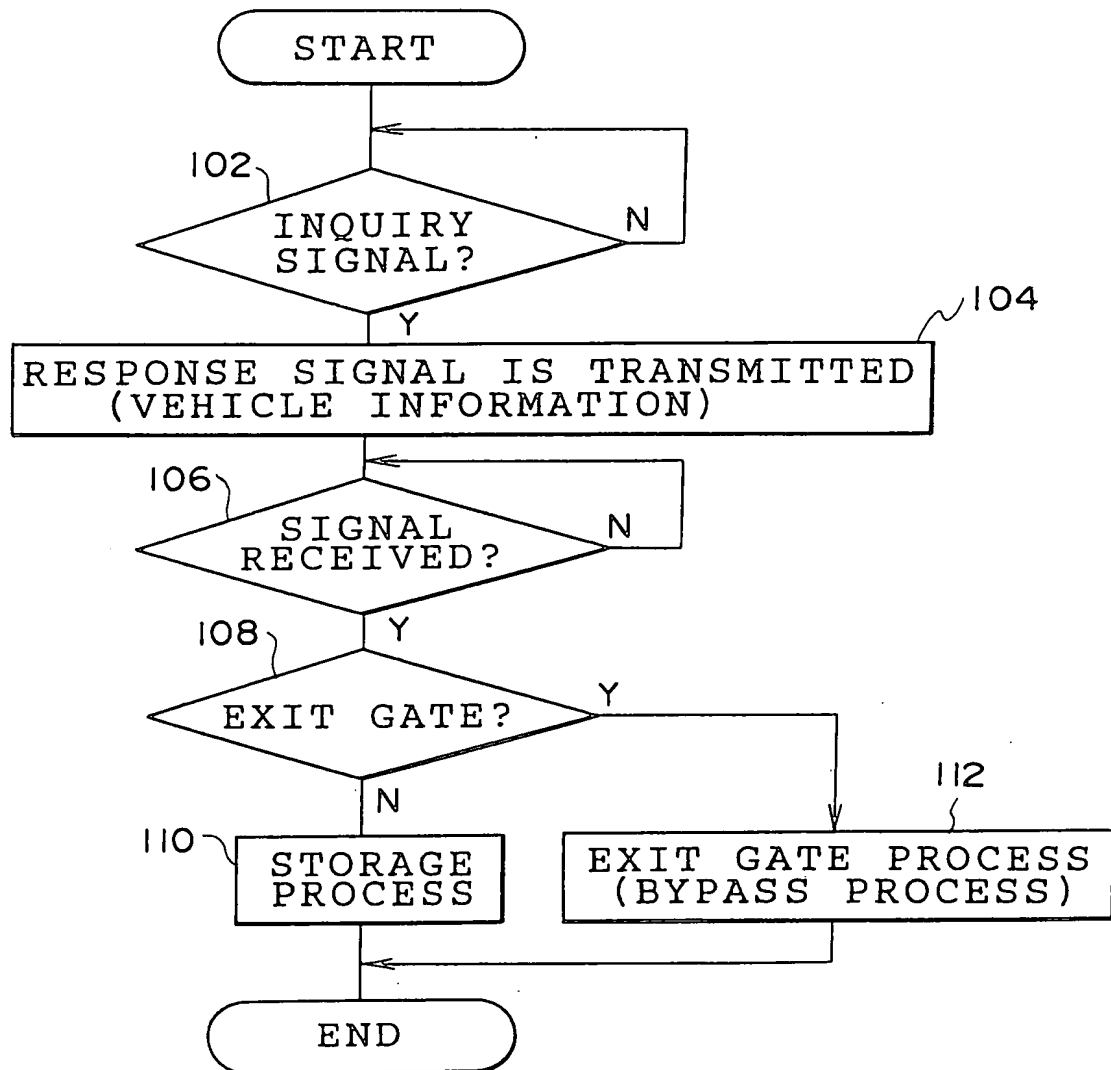 START
102
INQUIRY
SIGNAL?
N
Y
104
RESPONSE SIGNAL IS TRANSMITTED
(VEHICLE INFORMATION)
106
SIGNAL
RECEIVED?
N
Y
108
EXIT GATE?
Y
N
110
STORAGE
PROCESS
112
EXIT GATE PROCESS
(BYPASS PROCESS)
END